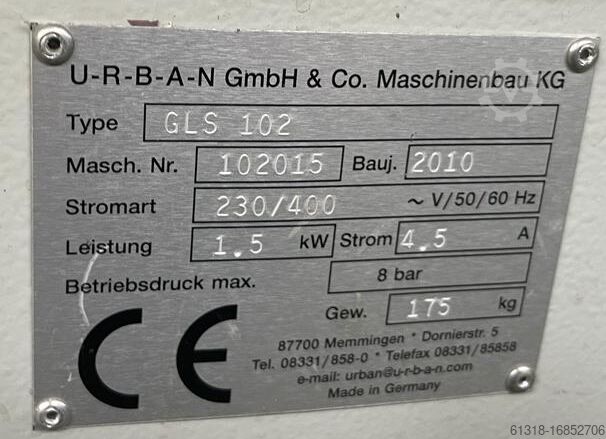 U-R-B-A-N GmbH & Co. Maschinenbau KG
Type GLS 102
Masch. Nr. 102015 Bauj. 2010
Stromart 230/400 ~ V/50/60 Hz
Leistung 1.5 kW Strom 4.5 A
Betriebsdruck max. 8 bar
Gew. 175 kg
CE
87700 Memmingen * Dornierstr. 5
Tel. 08331/858-0 * Telefax 08331/85858
e-mail: urban@u-r-b-a-n.com
Made in Germany
61318-16852706